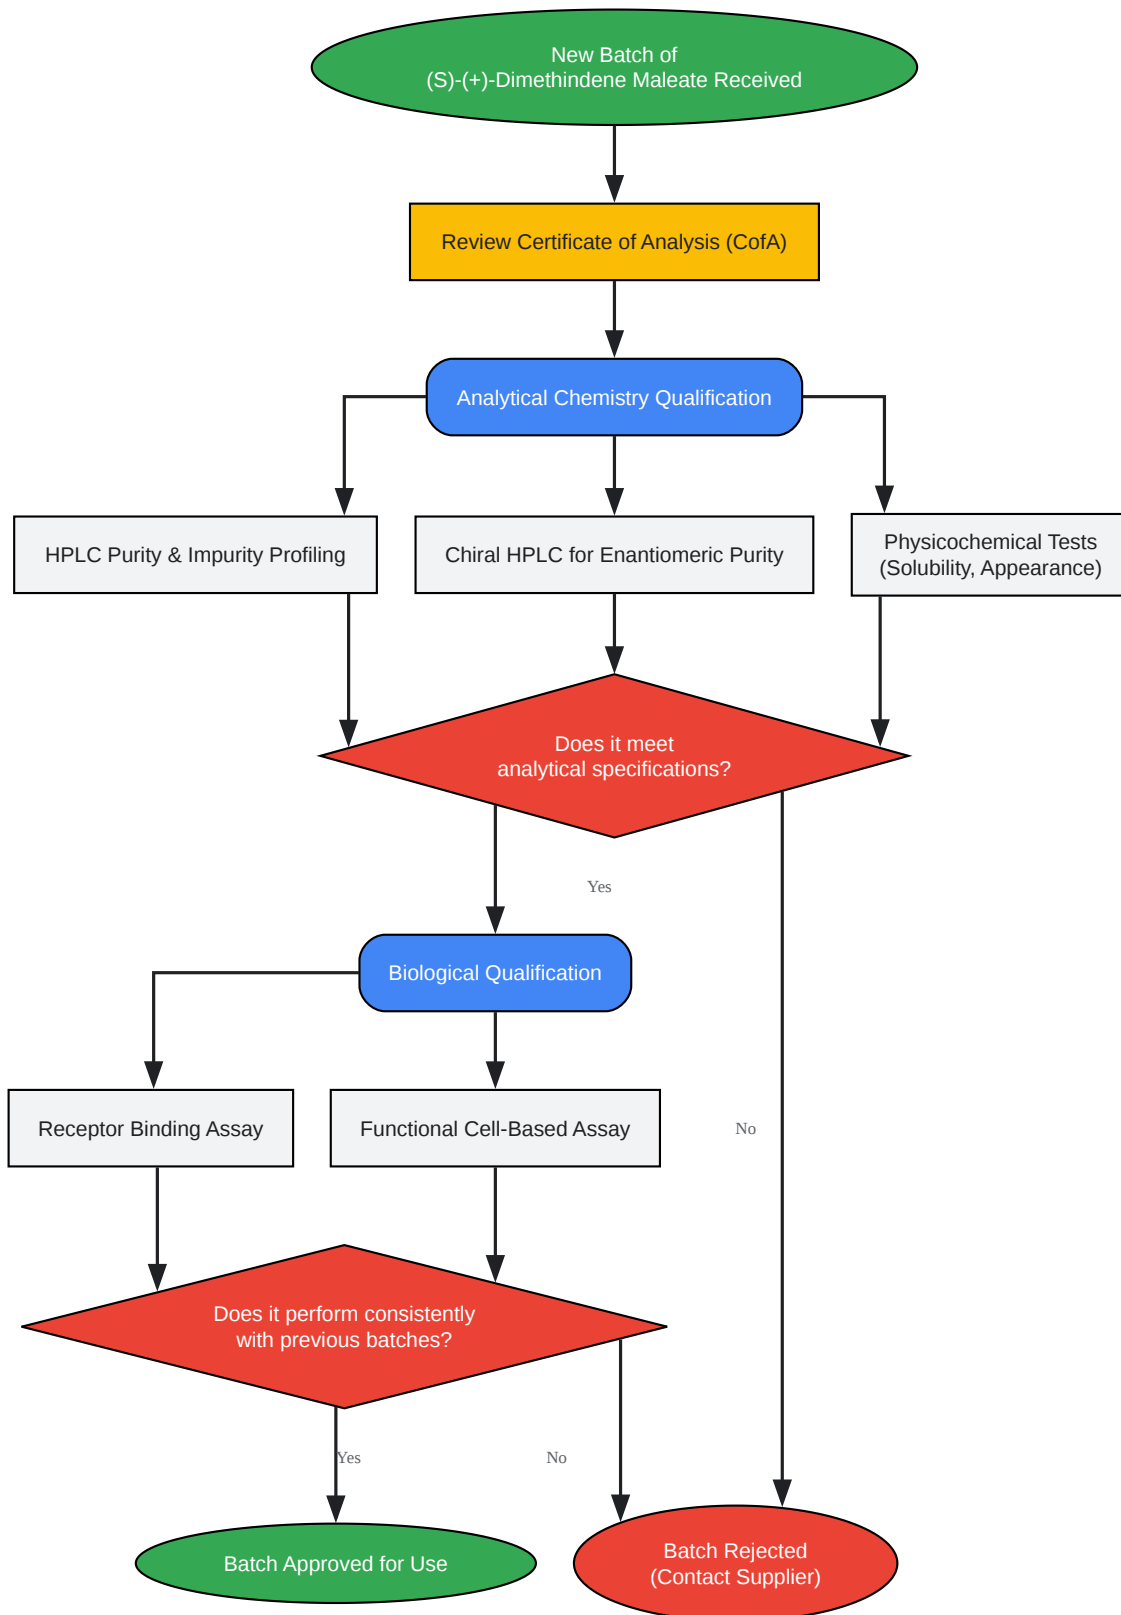 New Batch of
(S)-(+)-Dimethindene Maleate Received
Review Certificate of Analysis (CofA)
Analytical Chemistry Qualification
HPLC Purity & Impurity Profiling
Chiral HPLC for Enantiomeric Purity
Physicochemical Tests
(Solubility, Appearance)
Does it meet
analytical specifications?
Yes
Biological Qualification
Receptor Binding Assay
Functional Cell-Based Assay
No
Does it perform consistently
with previous batches?
Yes
No
Batch Approved for Use
Batch Rejected
(Contact Supplier)